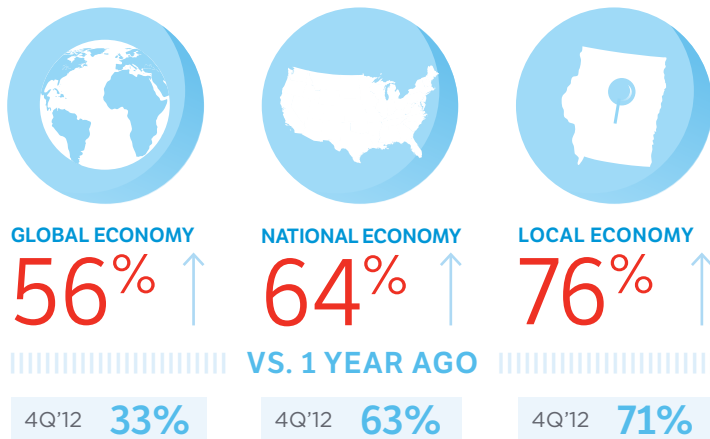 GLOBAL ECONOMY
56%
NATIONAL ECONOMY
64%
LOCAL ECONOMY
76%
VS. 1 YEAR AGO
4Q'12 33%
4Q'12 63%
4Q'12 71%